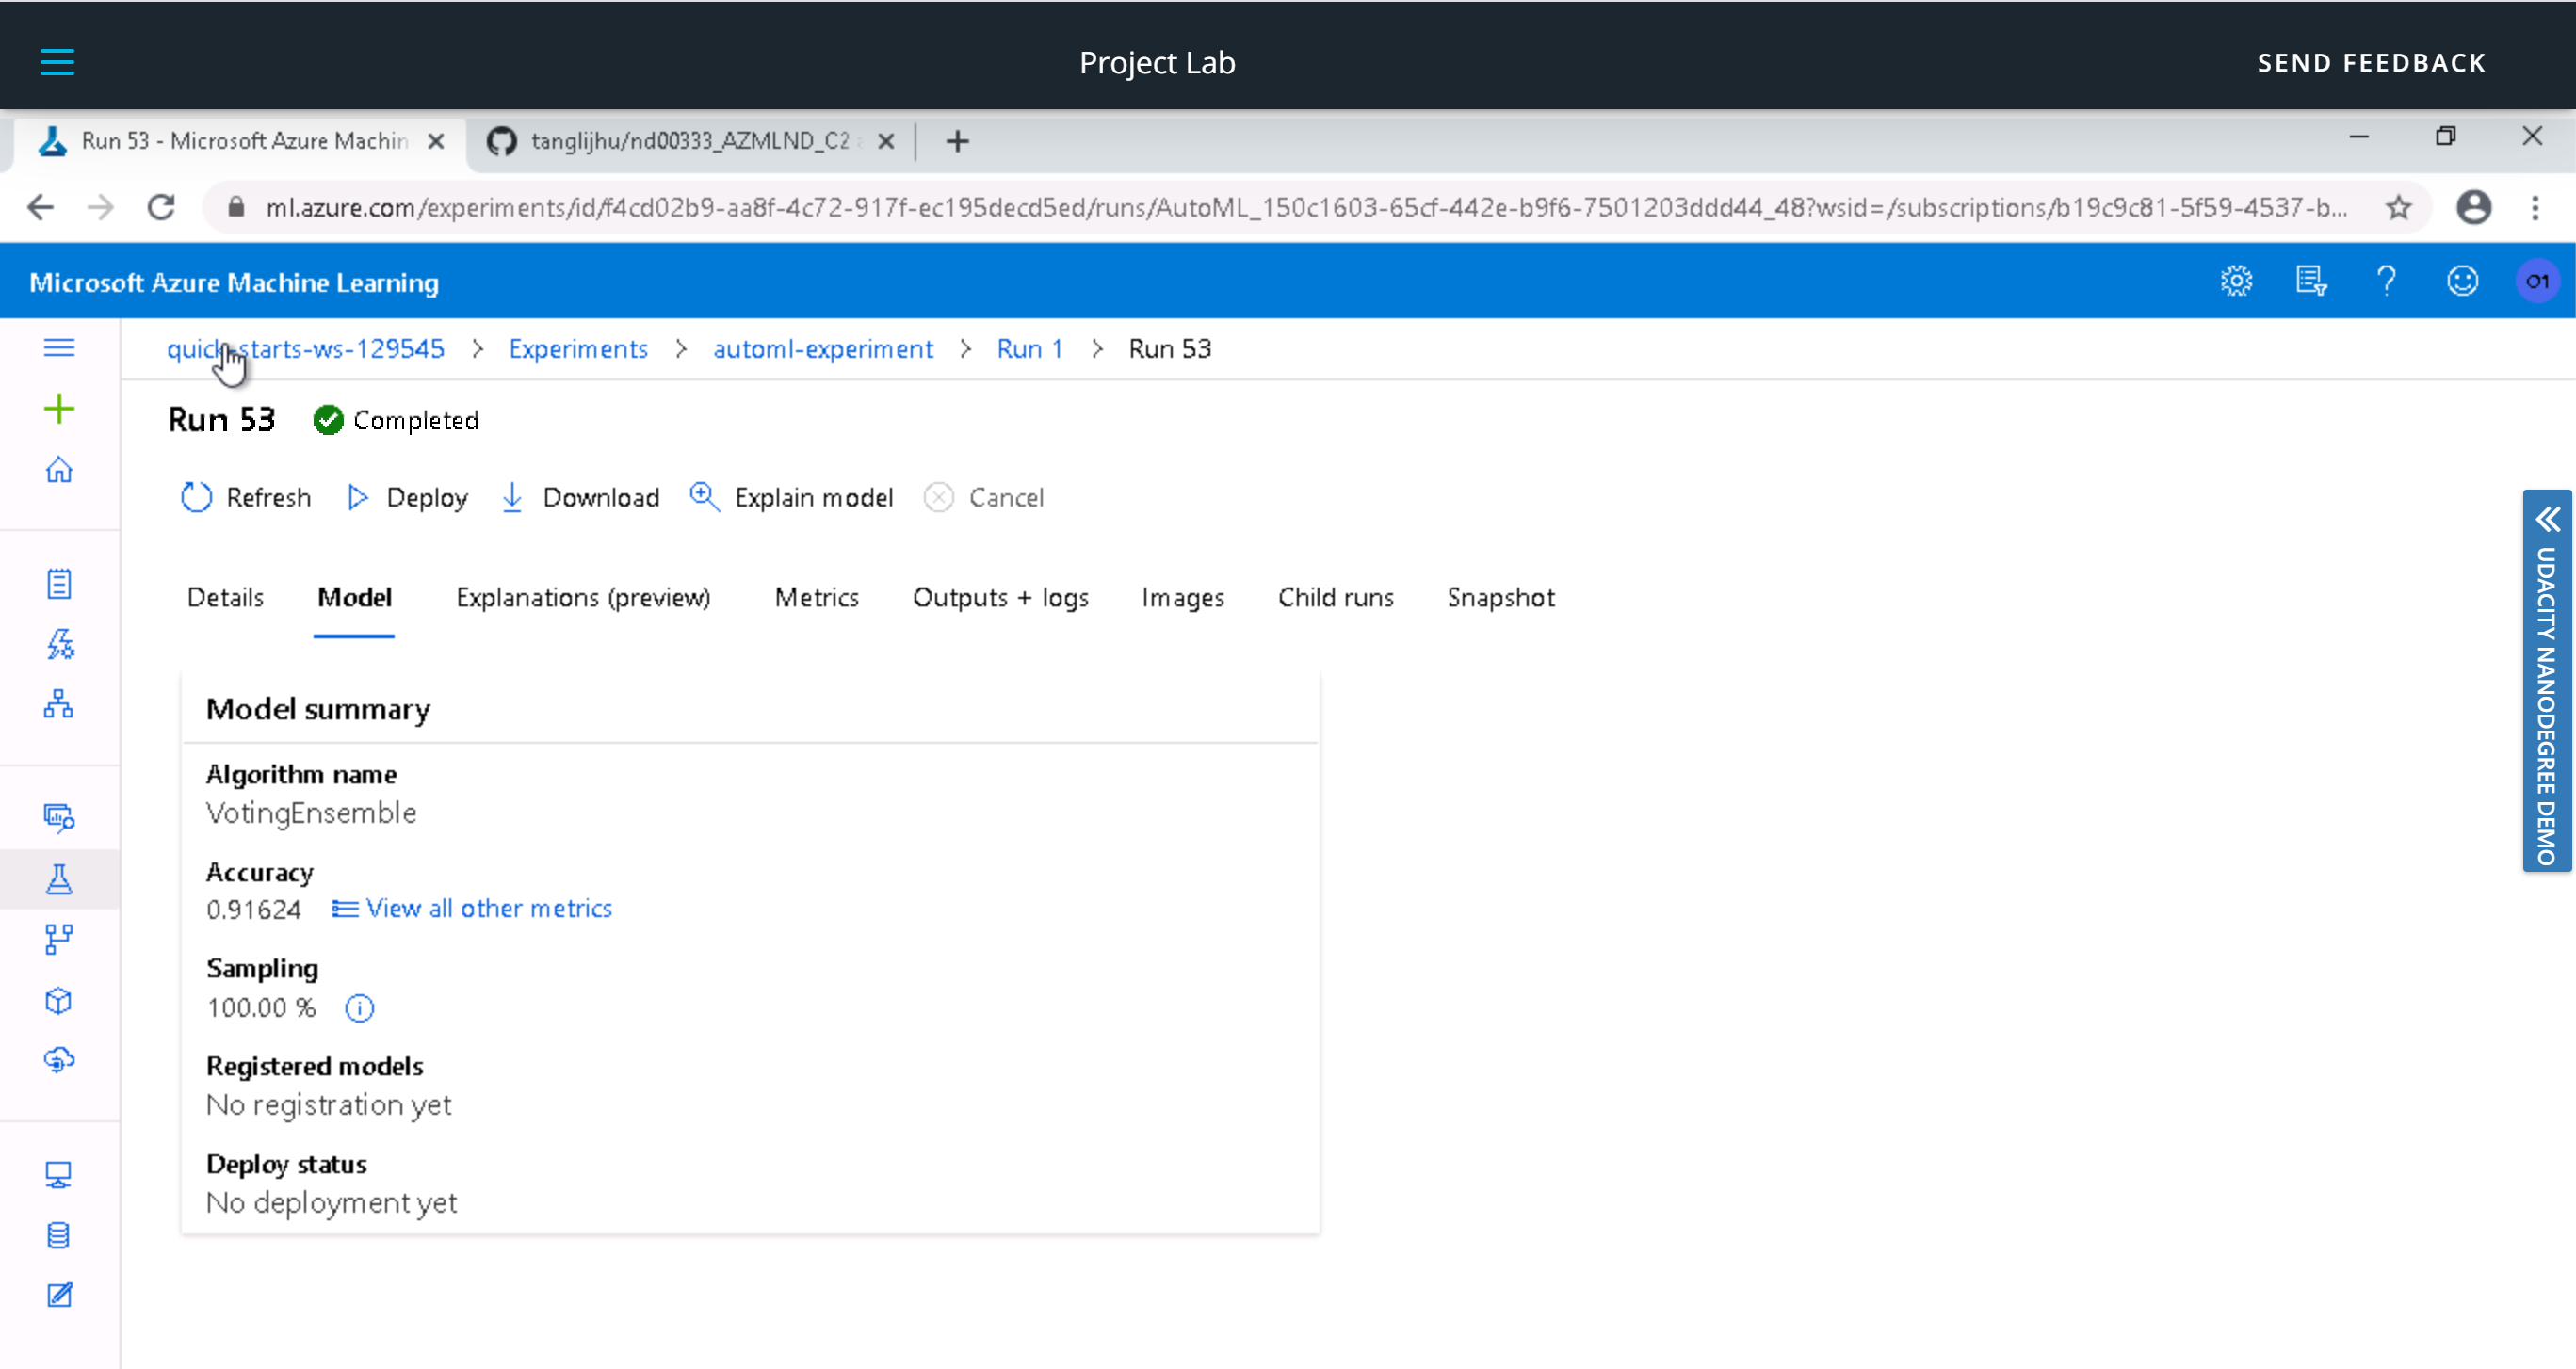 Project Lab
SEND FEEDBACK
Run 53 - Microsoft Azure Machin
tanglijhu/nd00333_AZMLND_C2
ml.azure.com/experiments/id/f4cd02b9-aa8f-4c72-917f-ec195decd5ed/runs/AutoML_150c1603-65cf-442e-b9f6-7501203ddd44_48?wsid=/subscriptions/b19c9c81-5f59-4537-b...
Microsoft Azure Machine Learning
O1
quick-starts-ws-129545 > Experiments > automl-experiment > Run 1 > Run 53
Run 53 Completed
Refresh Deploy Download Explain model Cancel
Details Model Explanations (preview) Metrics Outputs + logs Images Child runs Snapshot
Model summary
Algorithm name
VotingEnsemble
Accuracy
0.91624 View all other metrics
Sampling
100.00 %
Registered models
No registration yet
Deploy status
No deployment yet
UDACITY NANODEGREE DEMO